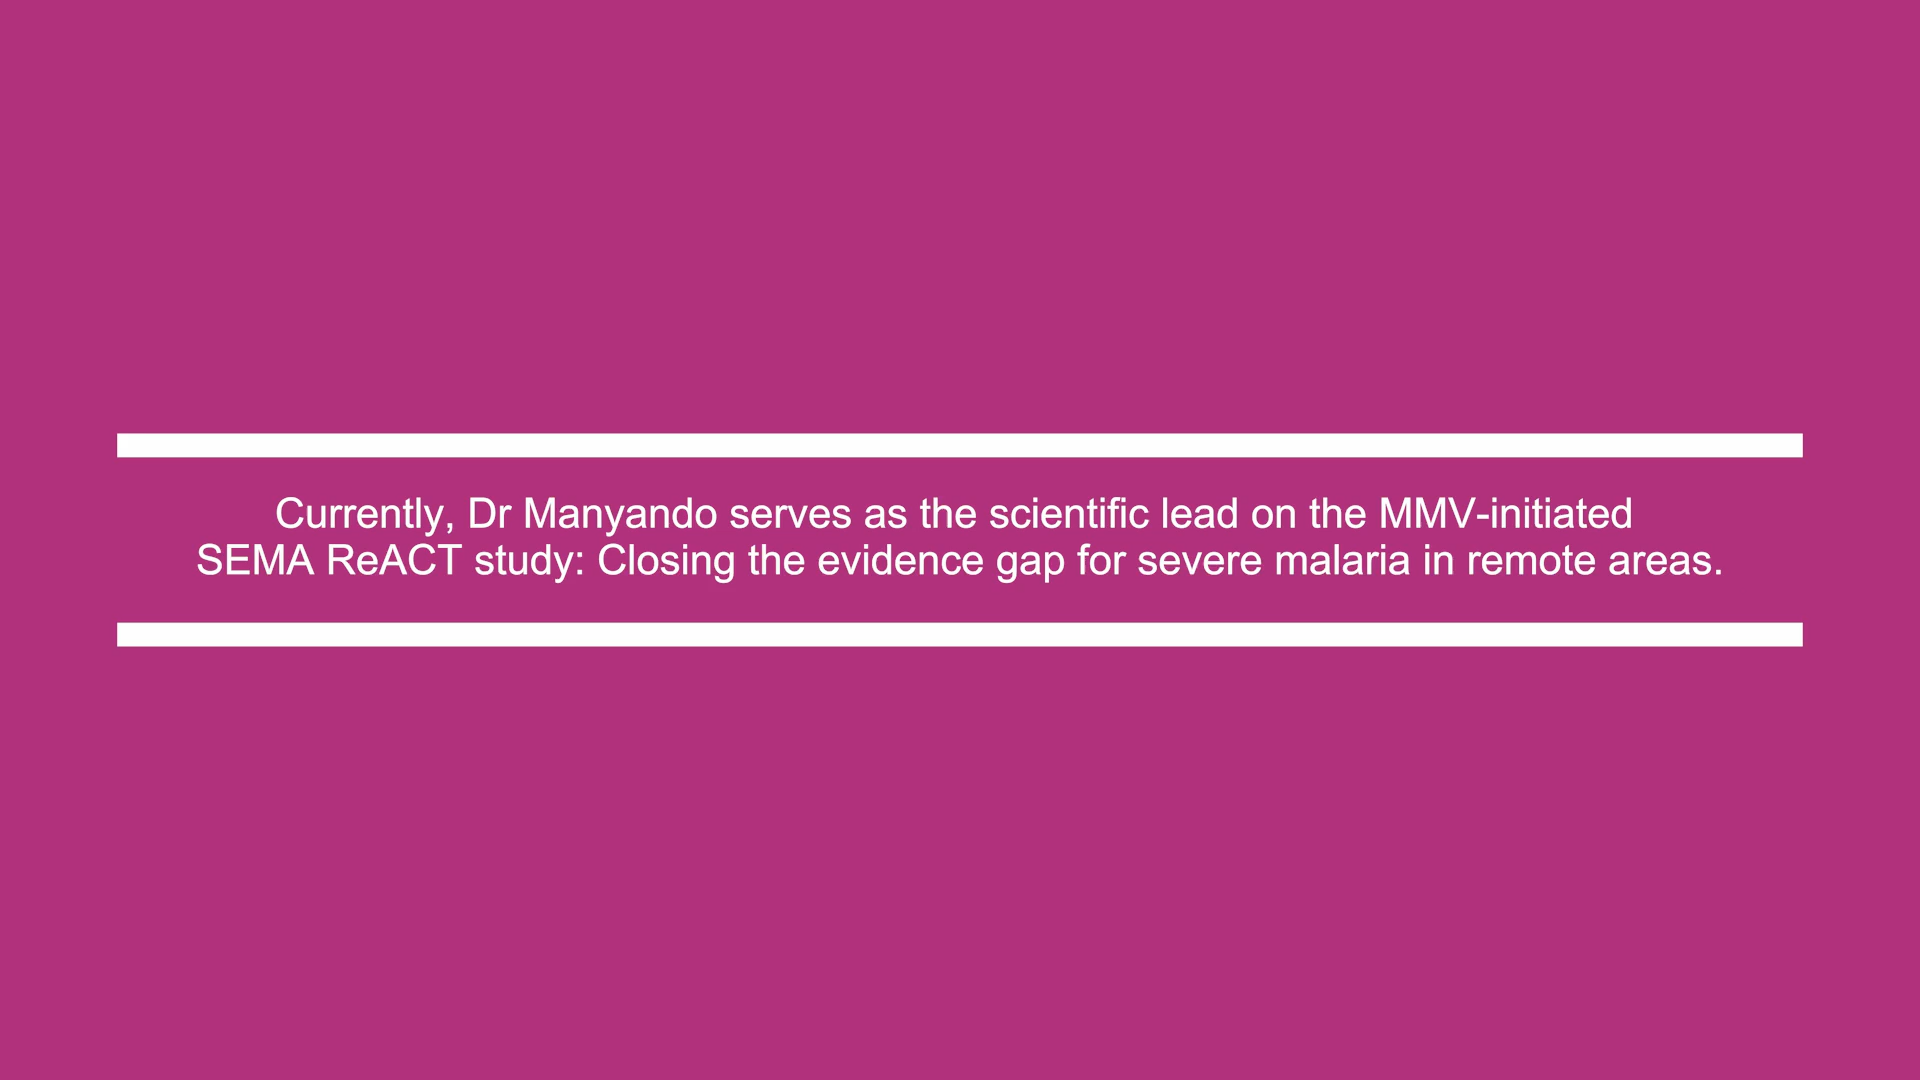 Currently, Dr Manyando serves as the scientific lead on the MMV-initiated
SEMA ReACT study: Closing the evidence gap for severe malaria in remote areas.